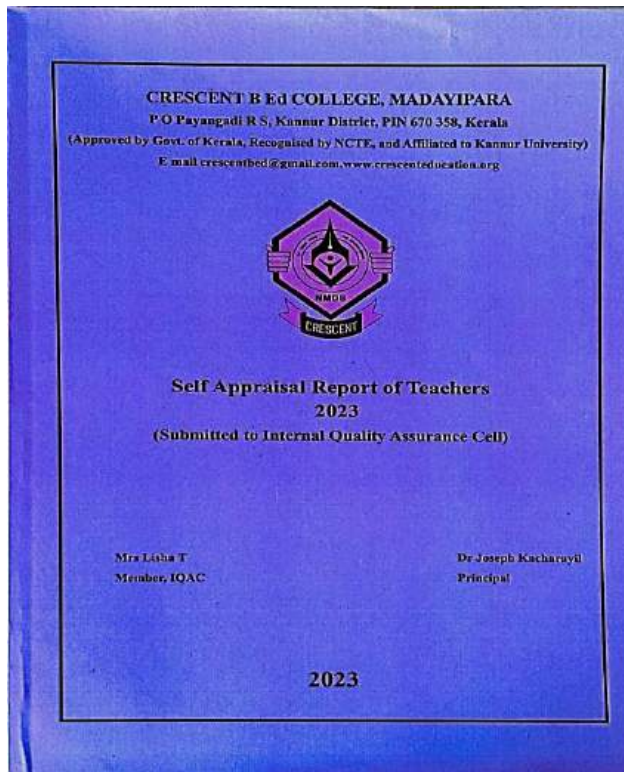 CRESCENT B Ed COLLEGE, MADAYIPARA
P O Payangadi R S, Kannur District, PIN 670 358, Kerala
(Approved by Govt. of Kerala, Recognised by NCTE, and Affiliated to Kannur University)
E mail crescentbed@gmail.com,www.crescenteducation.org
NMDB
CRESCENT
Self Appraisal Report of Teachers
2023
(Submitted to Internal Quality Assurance Cell)
Mrs Lisha T
Dr Joseph Kacharayil
Member, IQAC
Principal
2023